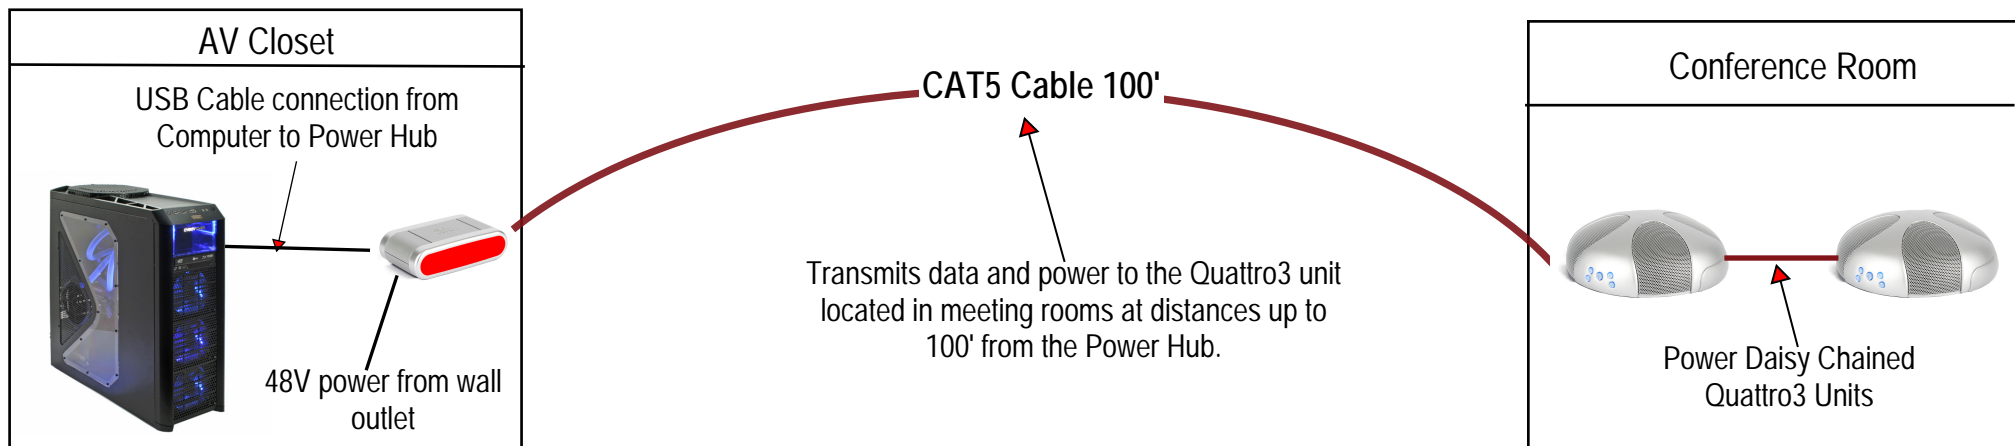 AV Closet
USB Cable connection from
Computer to Power Hub
48V power from wall
outlet
CAT5 Cable 100'
Transmits data and power to the Quattro3 unit
located in meeting rooms at distances up to
100' from the Power Hub.
Conference Room
Power Daisy Chained
Quattro3 Units